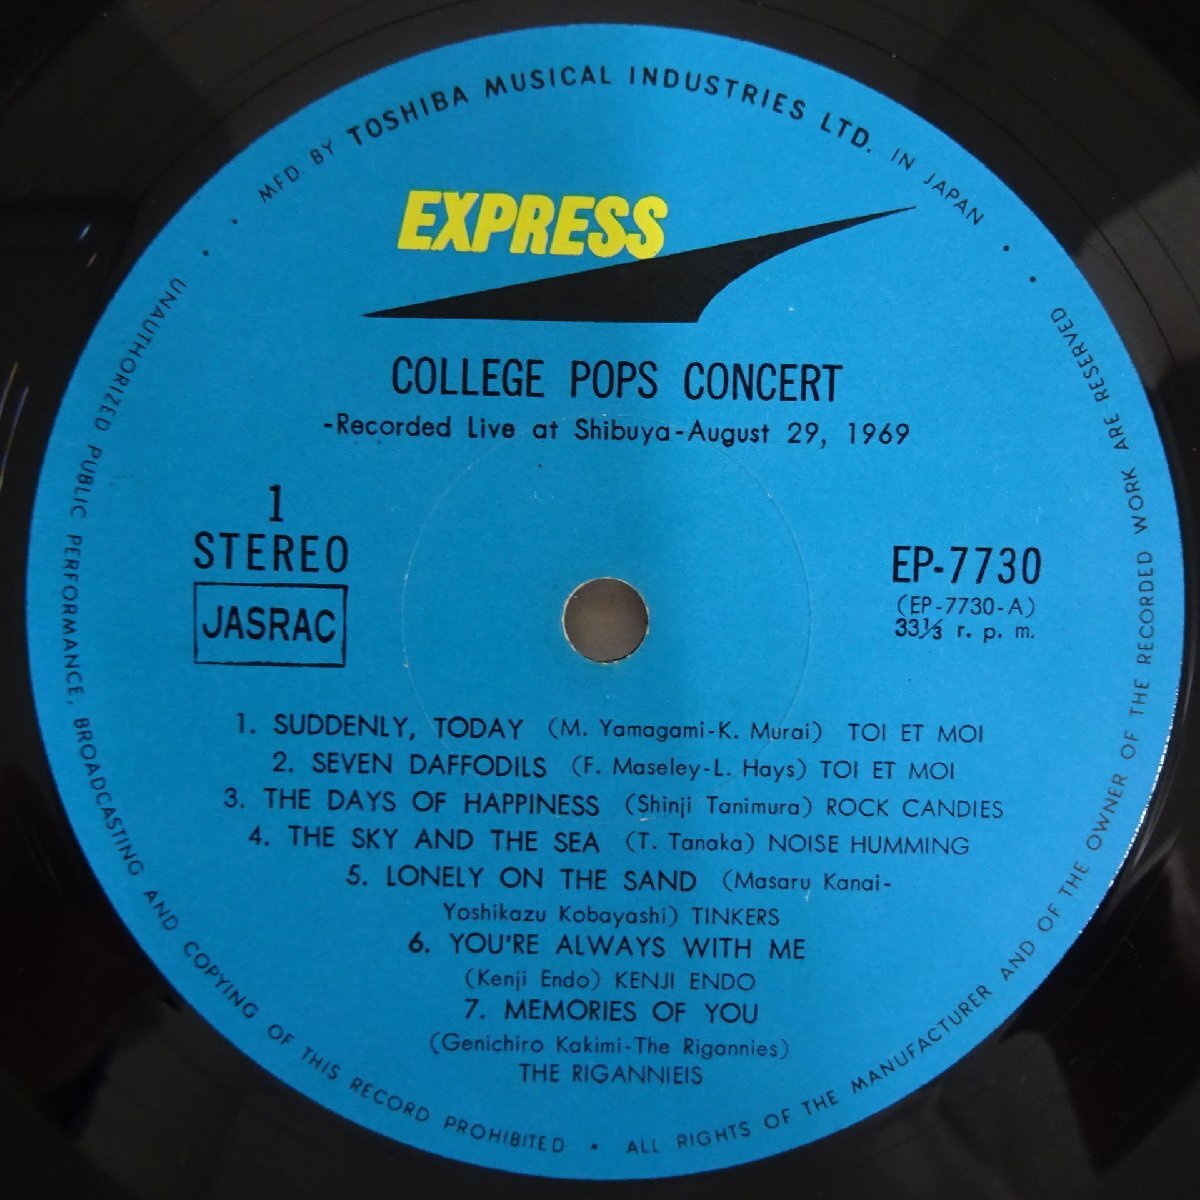 MFD. BY TOSHIBA MUSICAL INDUSTRIES LTD. IN JAPAN
EXPRESS
COLLEGE POPS CONCERT
-Recorded Live at Shibuya-August 29, 1969
1
STEREO
JASRAC
EP-7730
(EP-7730-A)
33⅓ r. p. m.
1. SUDDENLY, TODAY (M. Yamagami-K. Murai) TOI ET MOI
2. SEVEN DAFFODILS (F. Maseley-L. Hays) TOI ET MOI
3. THE DAYS OF HAPPINESS (Shinji Tanimura) ROCK CANDIES
4. THE SKY AND THE SEA (T. Tanaka) NOISE HUMMING
5. LONELY ON THE SAND (Masaru Kanai-
Yoshikazu Kobayashi) TINKERS
6. YOU'RE ALWAYS WITH ME
(Kenji Endo) KENJI ENDO
7. MEMORIES OF YOU
(Genichiro Kakimi-The Rigannies)
THE RIGANNIEIS
UNAUTHORIZED PUBLIC PERFORMANCE, BROADCASTING AND COPYING OF THIS RECORD PROHIBITED • ALL RIGHTS OF THE MANUFACTURER AND OF THE OWNER OF THE RECORDED WORK ARE RESERVED